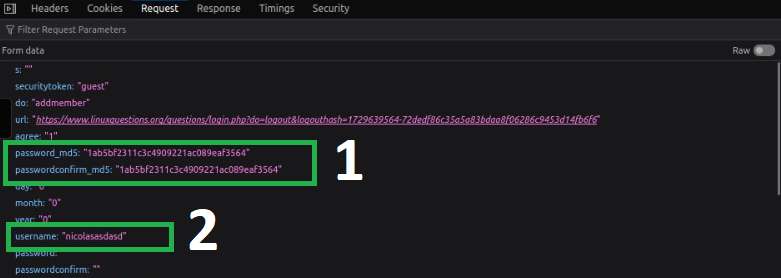 Headers Cookies Request Response Timings Security
Filter Request Parameters
Form data Raw
s: ""
securitytoken: "guest"
do: "addmember"
url: "https://www.linuxquestions.org/questions/login.php?do=logout&logouthash=1729639564-72dedf86c35a5a83bdaa8f06286c9453d14fb6f6"
agree: "1"
password_md5: "1ab5bf2311c3c4909221ac089eaf3564"
passwordconfirm_md5: "1ab5bf2311c3c4909221ac089eaf3564"
1
day: "0"
month: "0"
year: "0"
username: "nicolasasdasd"
2
password:
passwordconfirm: ""